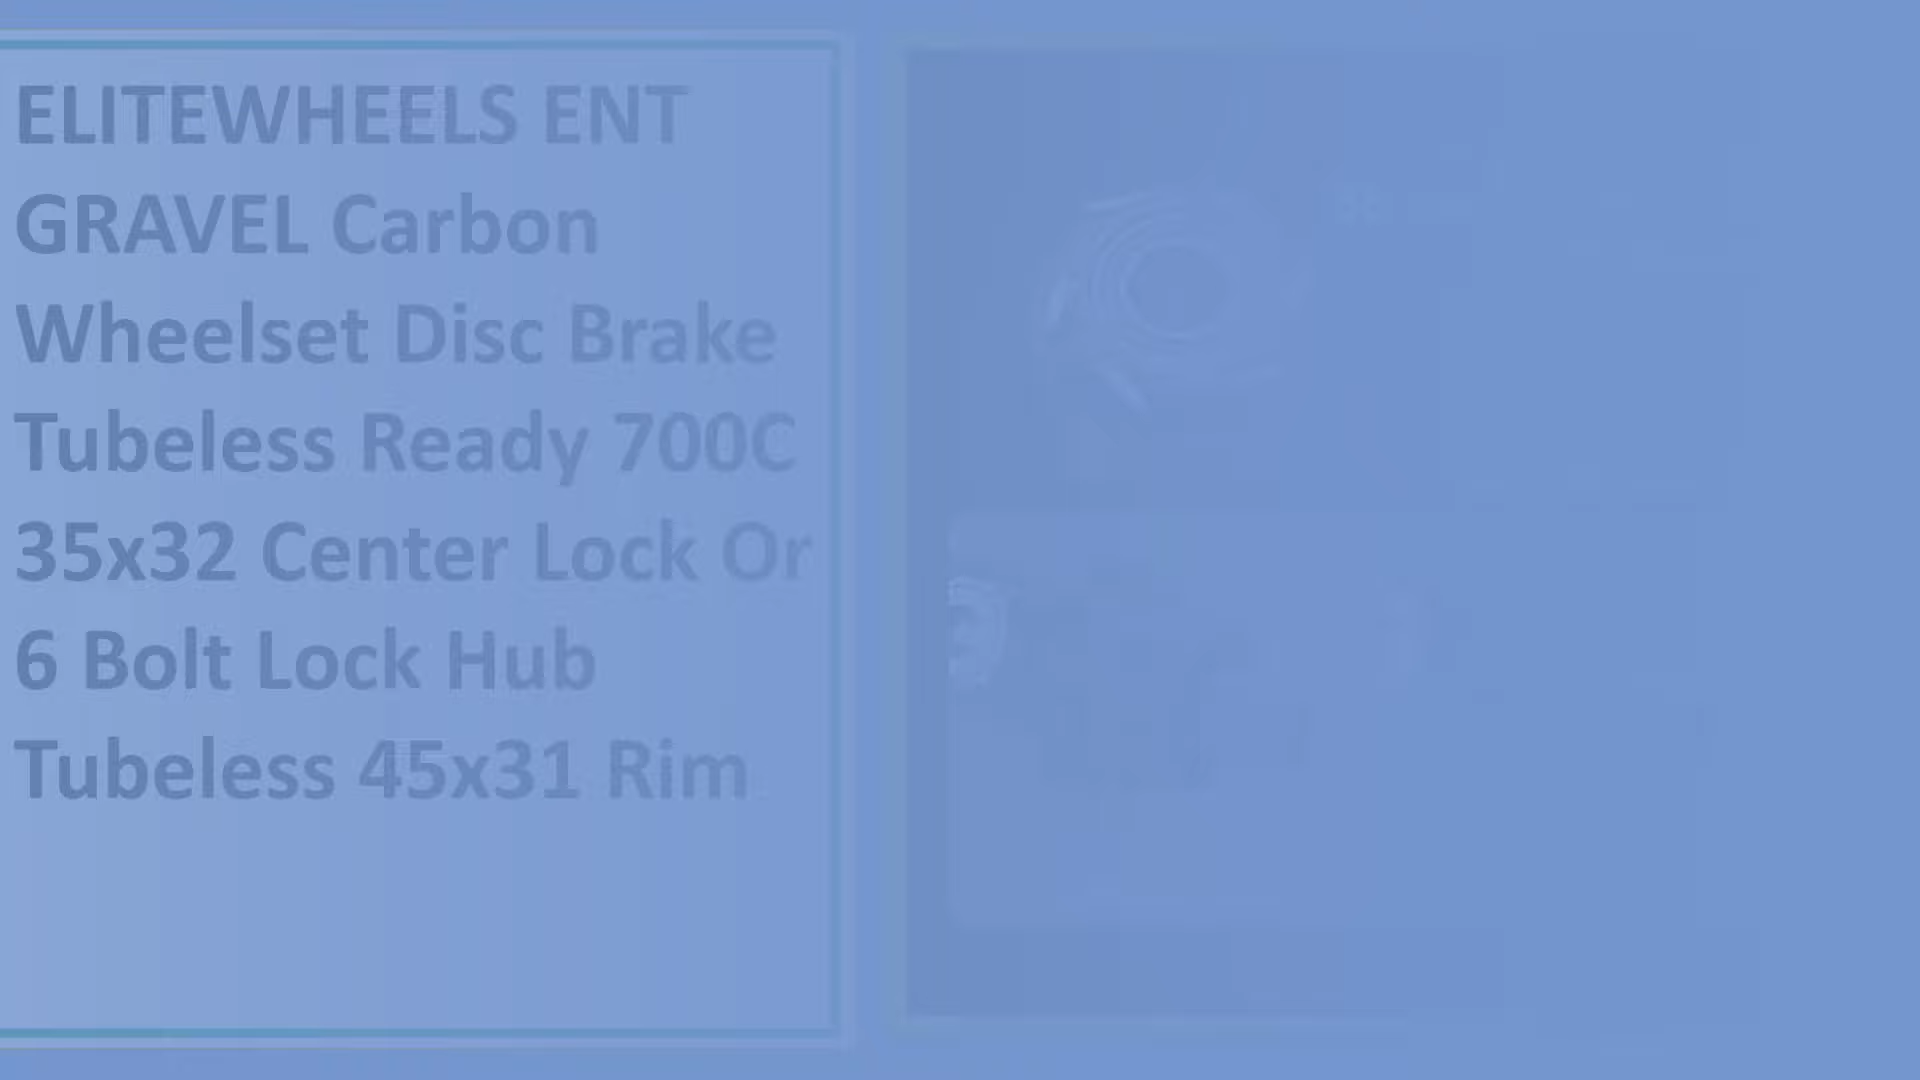 ELITEWHEELS ENT
GRAVEL Carbon
Wheelset Disc Brake
Tubeless Ready 700C
35x32 Center Lock Or
6 Bolt Lock Hub
Tubeless 45x31 Rim